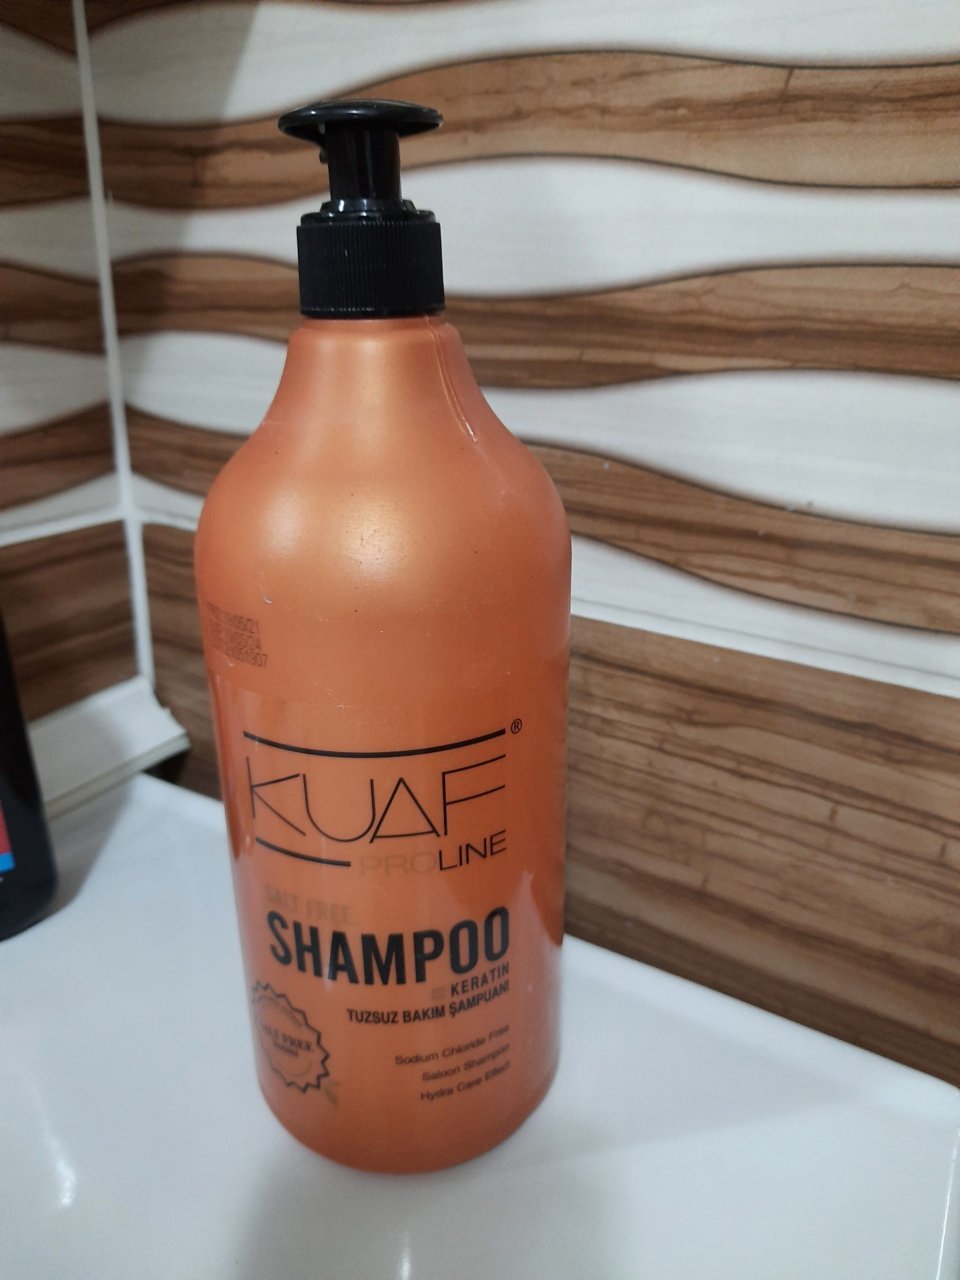 ®
KUAF
PROLINE
SALT FREE
SHAMPOO
KERATIN
TUZSUZ BAKIM ŞAMPUANI
SALT FREE
Sodium Chloride Free
Saloon Shampoo
Hydra Care Effect